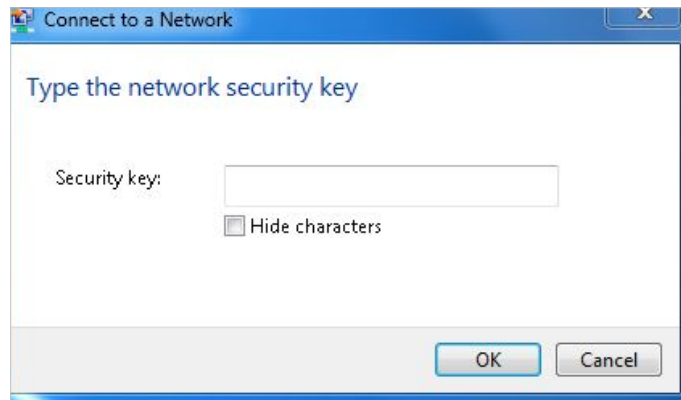 Connect to a Network
x
Type the network security key
Security key:
Hide characters
OK Cancel